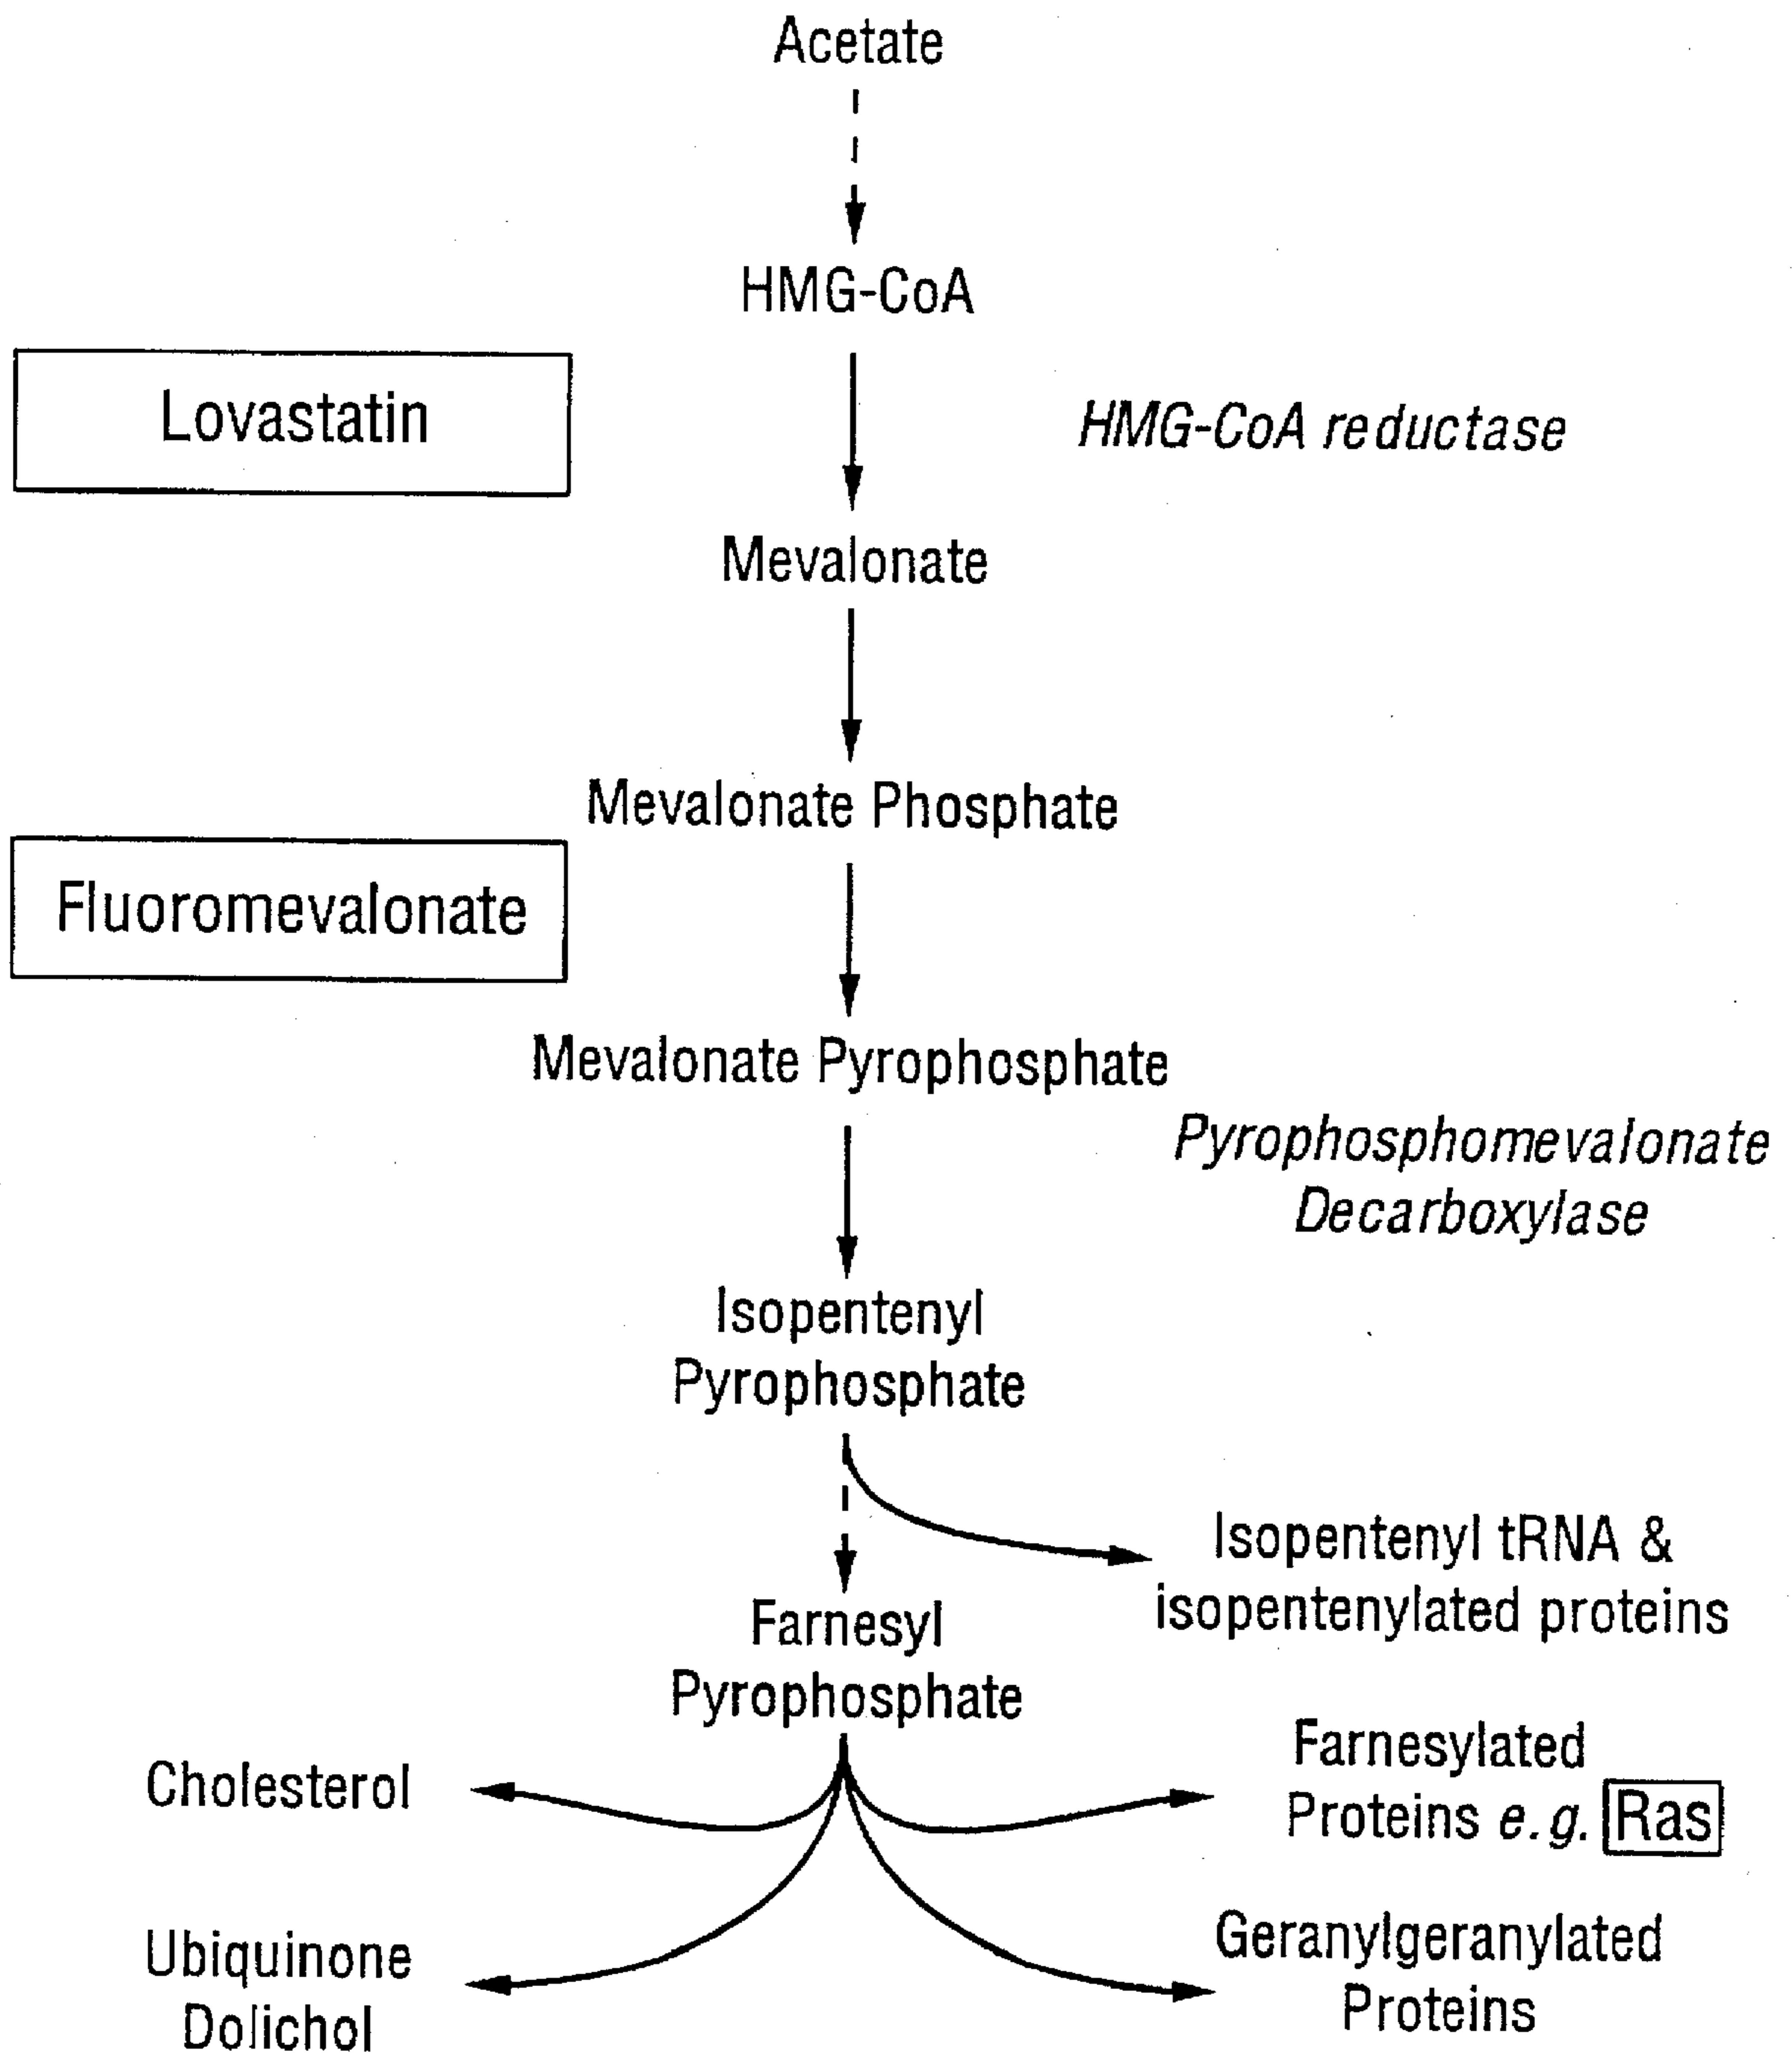 Acetate
HMG-CoA
Lovastatin
HMG-CoA reductase
Mevalonate
Mevalonate Phosphate
Fluoromevalonate
Mevalonate Pyrophosphate
Pyrophosphomevalonate
Decarboxylase
Isopentenyl
Pyrophosphate
Isopentenyl tRNA &
isopentenylated proteins
Farnesyl
Pyrophosphate
Cholesterol
Farnesylated
Proteins e.g. Ras
Ubiquinone
Dolichol
Geranylgeranylated
Proteins